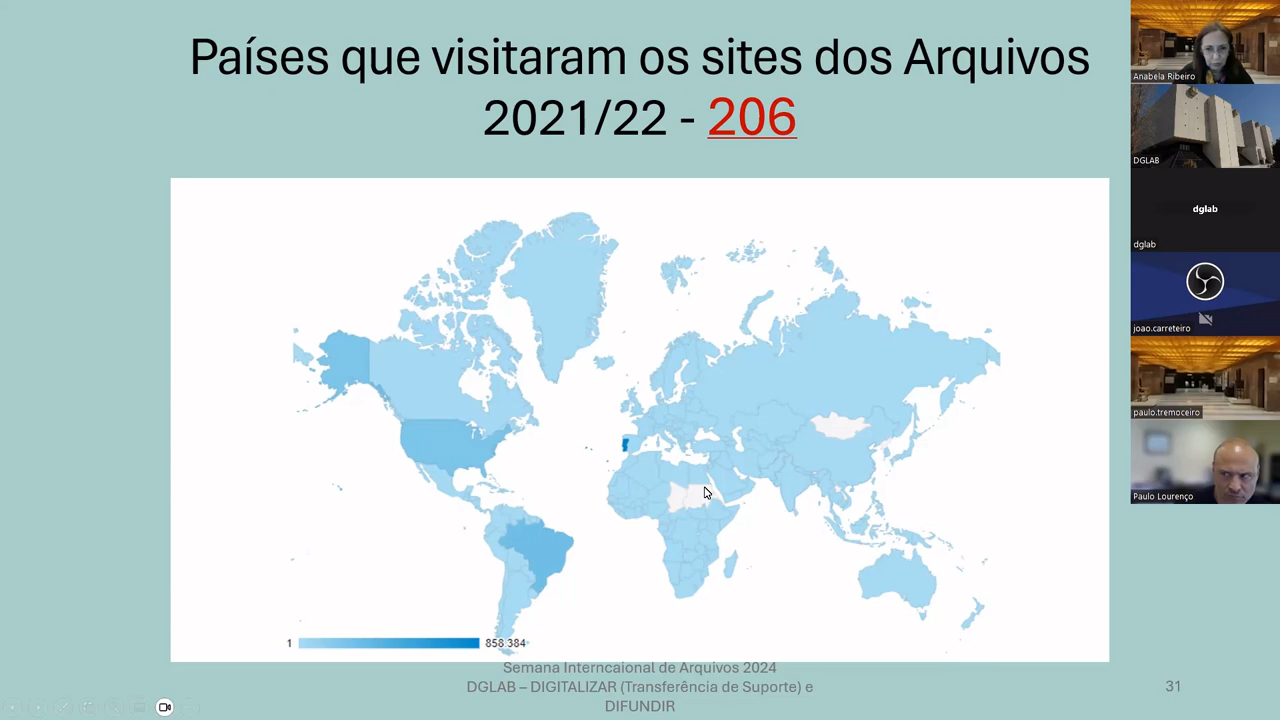 Países que visitaram os sites dos Arquivos
2021/22 - 206
1
858 384
Semana Interncaional de Arquivos 2024
DGLAB – DIGITALIZAR (Transferência de Suporte) e
DIFUNDIR
31
Anabela Ribeiro
DGLAB
dglab
dglab
joao.carreteiro
paulo.tremoceiro
Paulo Lourenço